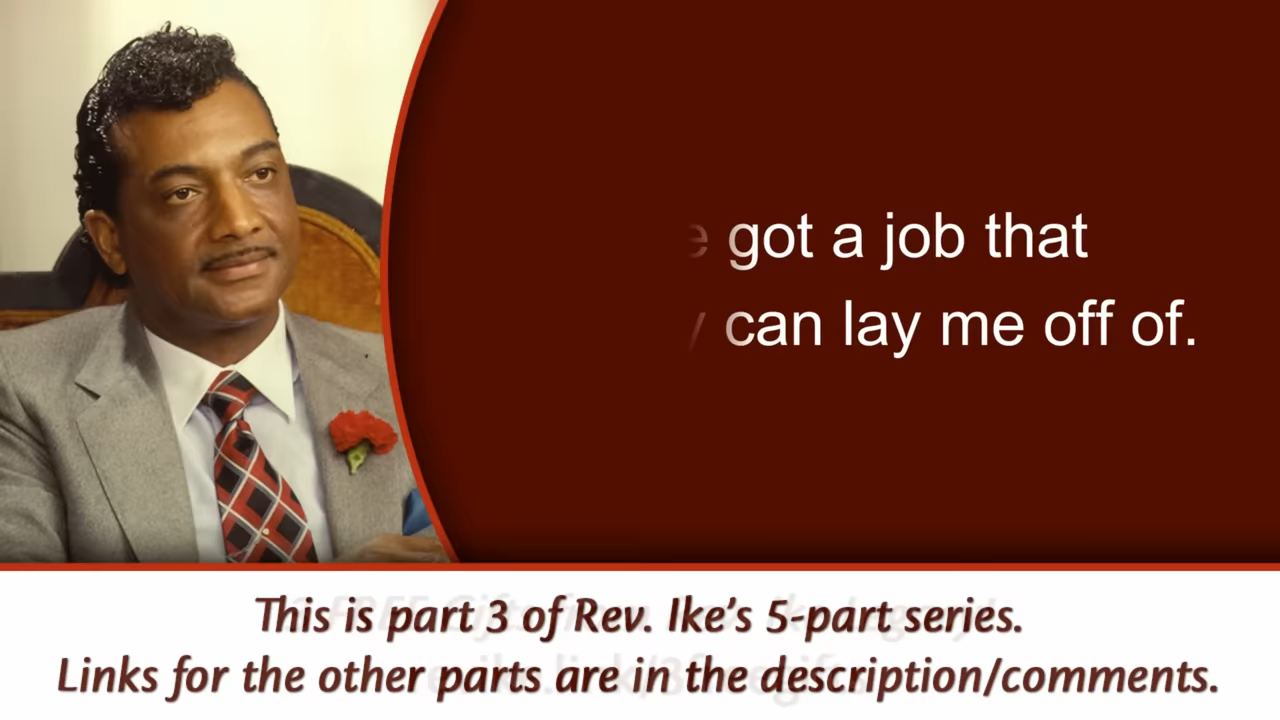 got a job that
can lay me off of.
This is part 3 of Rev. Ike's 5-part series.
Links for the other parts are in the description/comments.